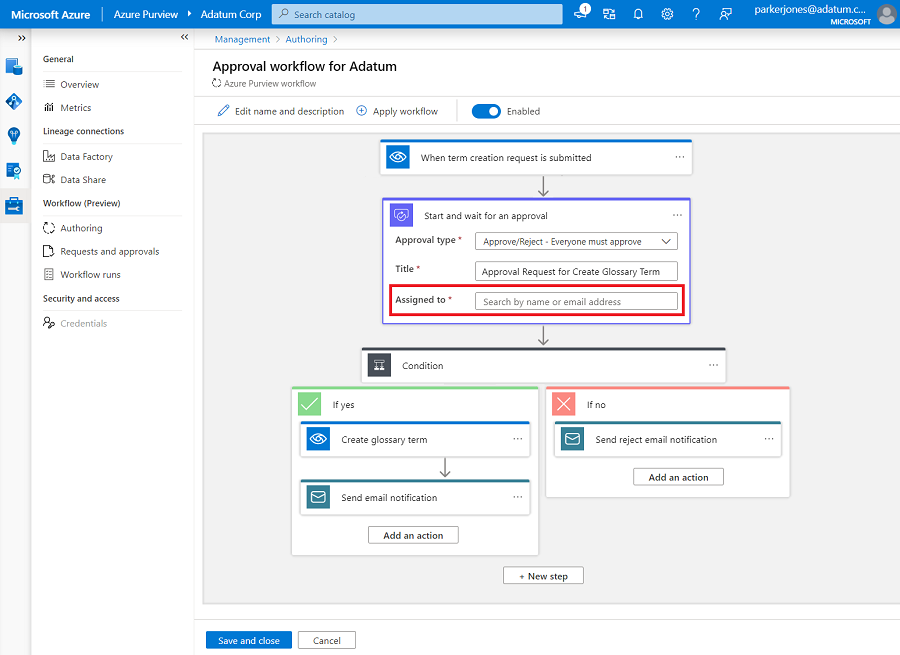 Microsoft Azure
Azure Purview
Adatum Corp
Search catalog
1
parkerjones@adatum.c...
MICROSOFT
Management
Authoring
Approval workflow for Adatum
Azure Purview workflow
Edit name and description
Apply workflow
Enabled
General
Overview
Metrics
Lineage connections
Data Factory
Data Share
Workflow (Preview)
Authoring
Requests and approvals
Workflow runs
Security and access
Credentials
When term creation request is submitted
Start and wait for an approval
Approval type *
Approve/Reject - Everyone must approve
Title *
Approval Request for Create Glossary Term
Assigned to *
Search by name or email address
Condition
If yes
Create glossary term
Send email notification
Add an action
If no
Send reject email notification
Add an action
+ New step
Save and close
Cancel